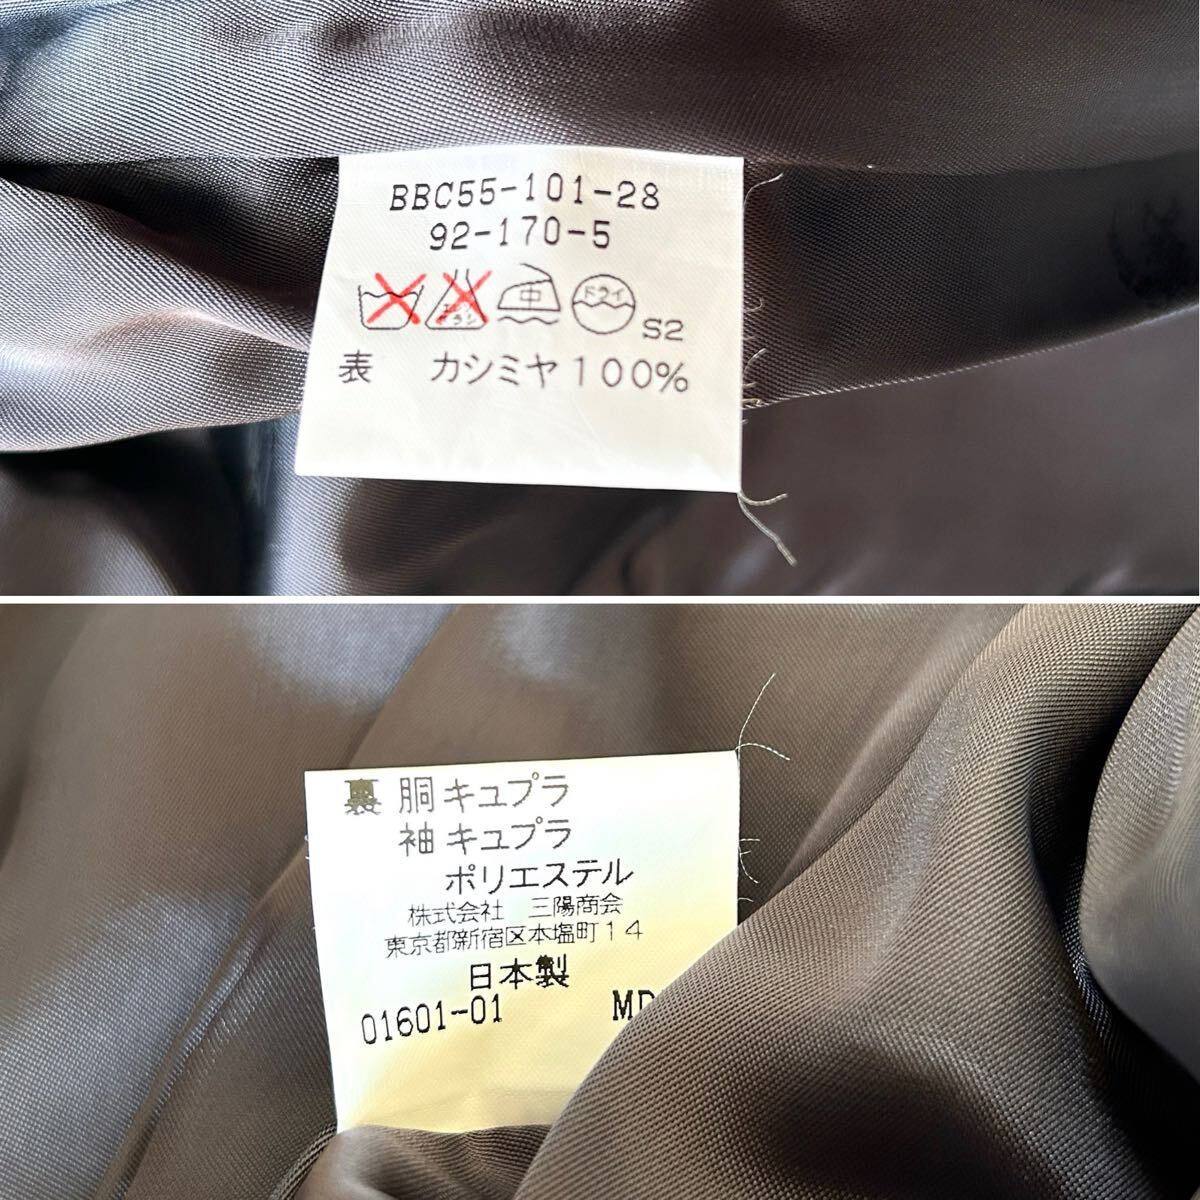 BBC55-101-28
92-170-5
中 ドライ S2
表 カシミヤ100%
裏 胴 キュプラ
袖 キュプラ
ポリエステル
株式会社 三陽商会
東京都新宿区本塩町14
日本製
01601-01 MD